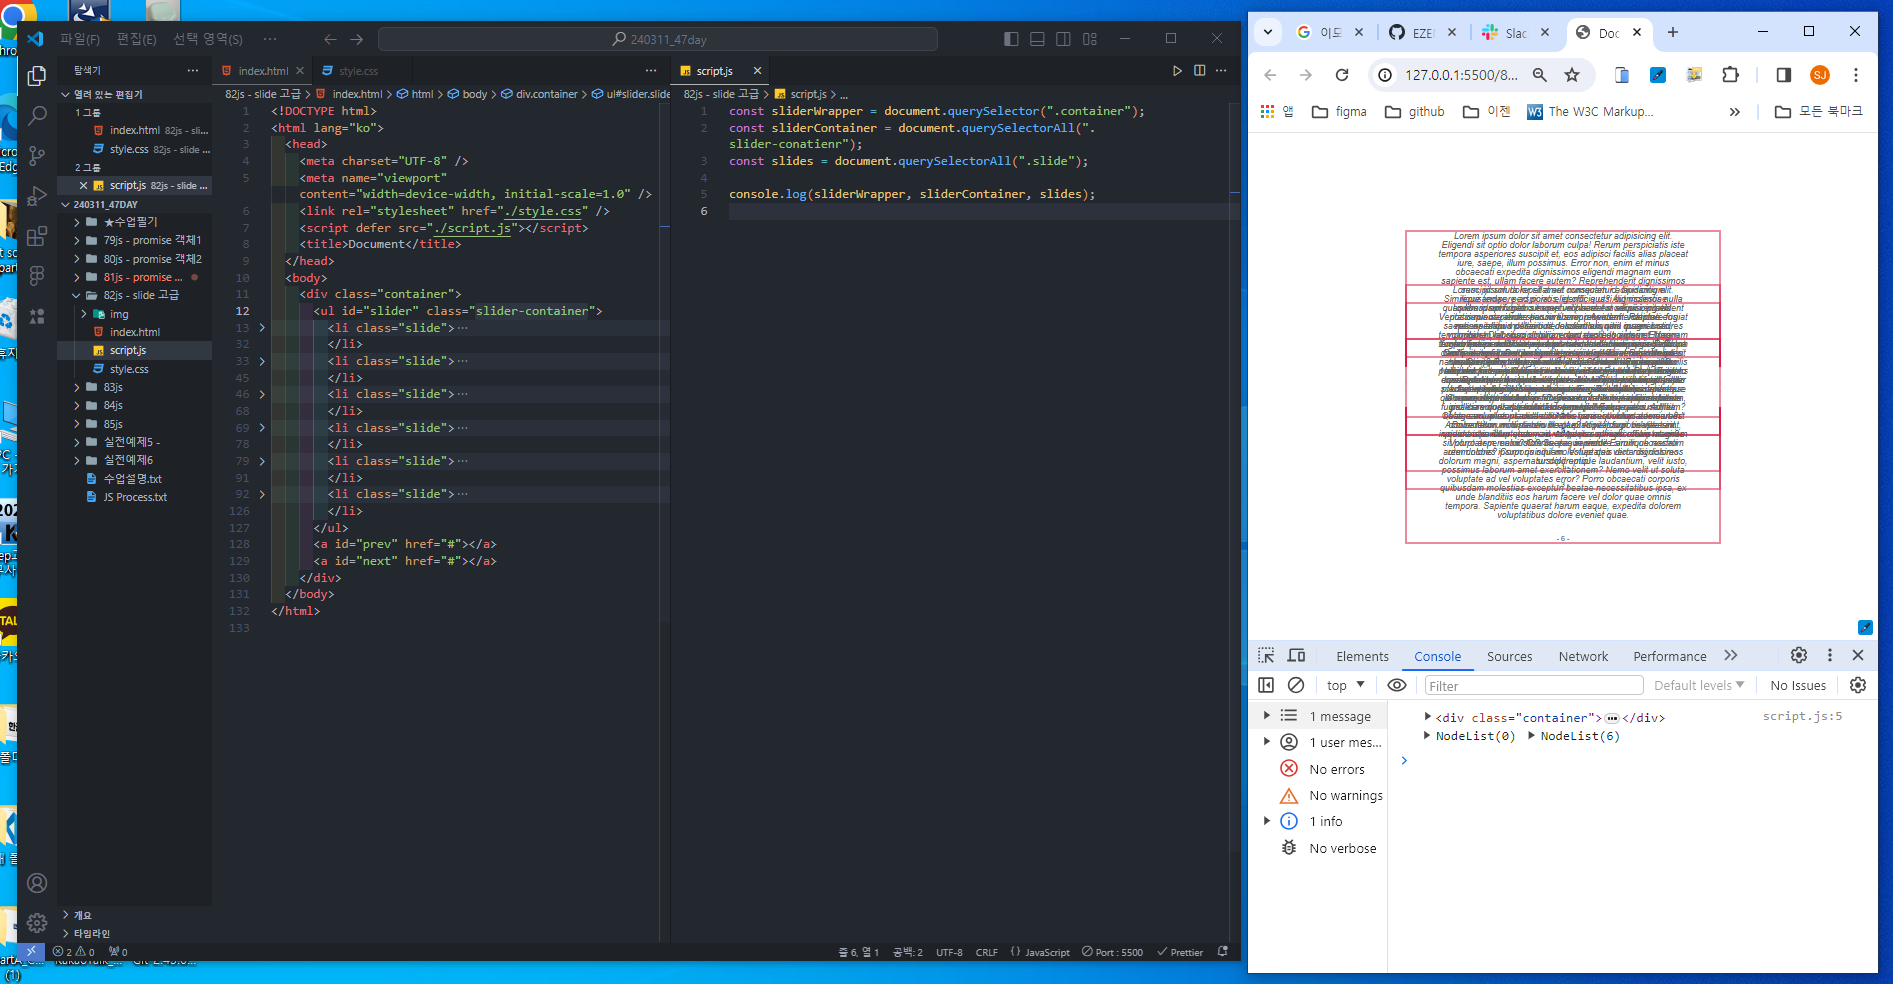 파일(F) 편집(E) 선택 영역(S) ··· 240311_47day
탐색기
열려 있는 편집기
1 그룹
index.html 82js - sli...
style.css 82js - slide ...
2 그룹
script.js 82js - slide ...
240311_47DAY
★수업필기
79js - promise 객체1
80js - promise 객체2
81js - promise ...
82js - slide 고급
img
index.html
script.js
style.css
83js
84js
85js
실전예제5 -
실전예제6
수업설명.txt
JS Process.txt
개요
타임라인
index.html style.css
82js - slide 고급 > index.html > html > body > div.container > ul#slider.slide
1 <!DOCTYPE html>
2 <html lang="ko">
3 <head>
4 <meta charset="UTF-8" />
5 <meta name="viewport"
content="width=device-width, initial-scale=1.0" />
6 <link rel="stylesheet" href="./style.css" />
7 <script defer src="./script.js"></script>
8 <title>Document</title>
9 </head>
10 <body>
11 <div class="container">
12 <ul id="slider" class="slider-container">
13 <li class="slide">···
32 </li>
33 <li class="slide">···
45 </li>
46 <li class="slide">···
68 </li>
69 <li class="slide">···
78 </li>
79 <li class="slide">···
91 </li>
92 <li class="slide">···
126 </li>
127 </ul>
128 <a id="prev" href="#"></a>
129 <a id="next" href="#"></a>
130 </div>
131 </body>
132 </html>
133
script.js
82js - slide 고급 > script.js > ...
1 const sliderWrapper = document.querySelector(".container");
2 const sliderContainer = document.querySelectorAll(".
slider-conatienr");
3 const slides = document.querySelectorAll(".slide");
4
5 console.log(sliderWrapper, sliderContainer, slides);
6
2 0 0 줄 6, 열 1 공백: 2 UTF-8 CRLF JavaScript Port : 5500 Prettier
EZE Slac Doc
127.0.0.1:5500/8...
앱 figma github 이젠 The W3C Markup... 모든 북마크
Lorem ipsum dolor sit amet consectetur adipisicing elit.
Eligendi sit optio dolor laborum culpa! Rerum perspiciatis iste
tempora asperiores suscipit et, eos adipisci facilis alias placeat
iure, saepe, illum possimus. Error non, enim et minus
obcaecati expedita dignissimos eligendi magnam eum
sapiente est, ullam facere autem? Reprehenderit dignissimos
possimus laborum amet exercitationem? Nemo velit ut soluta
voluptate ad vel voluptates error? Porro obcaecati corporis
quibusdam molestias excepturi beatae necessitatibus ipsa, ex
unde blanditiis eos harum facere vel dolor quae omnis
tempora. Sapiente quaerat harum eaque, expedita dolorem
voluptatibus dolore eveniet quae.
- 6 -
Elements Console Sources Network Performance
top Filter Default levels No Issues
1 message
1 user mes...
No errors
No warnings
1 info
No verbose
<div class="container">···</div> script.js:5
NodeList(0) NodeList(6)
(1)